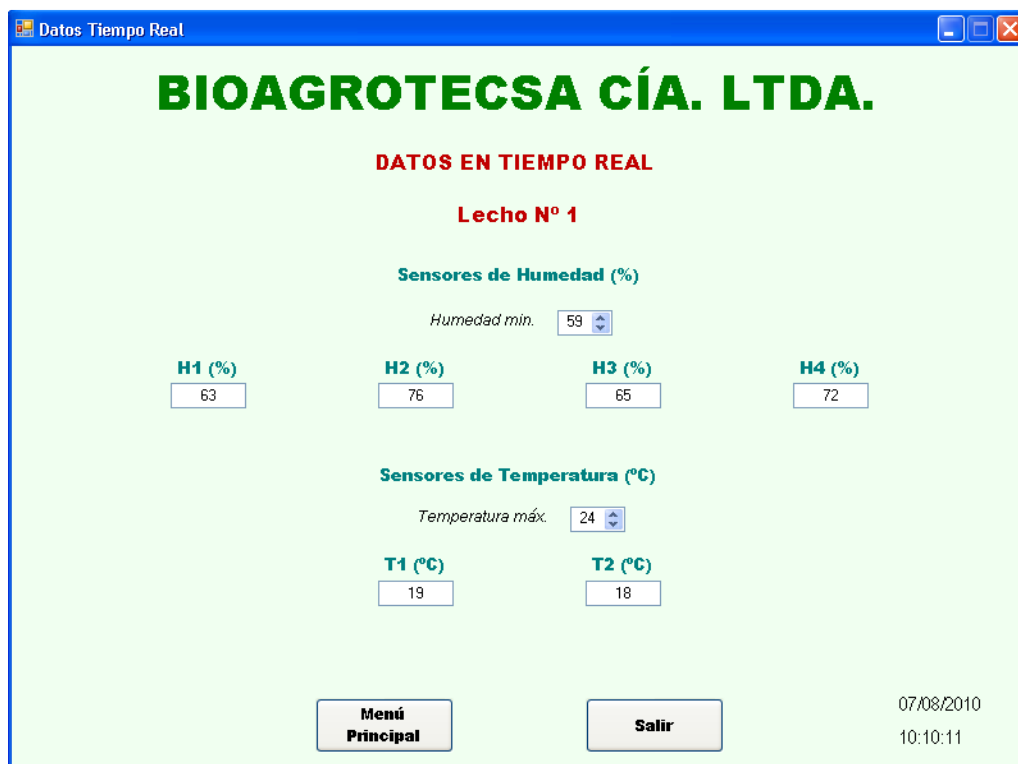 Datos Tiempo Real
BIOAGROTECSA CÍA. LTDA.
DATOS EN TIEMPO REAL
Lecho Nº 1
Sensores de Humedad (%)
Humedad min. 59
H1 (%) H2 (%) H3 (%) H4 (%)
63 76 65 72
Sensores de Temperatura (ºC)
Temperatura máx. 24
T1 (ºC) T2 (ºC)
19 18
Menú
Principal
Salir
07/08/2010
10:10:11